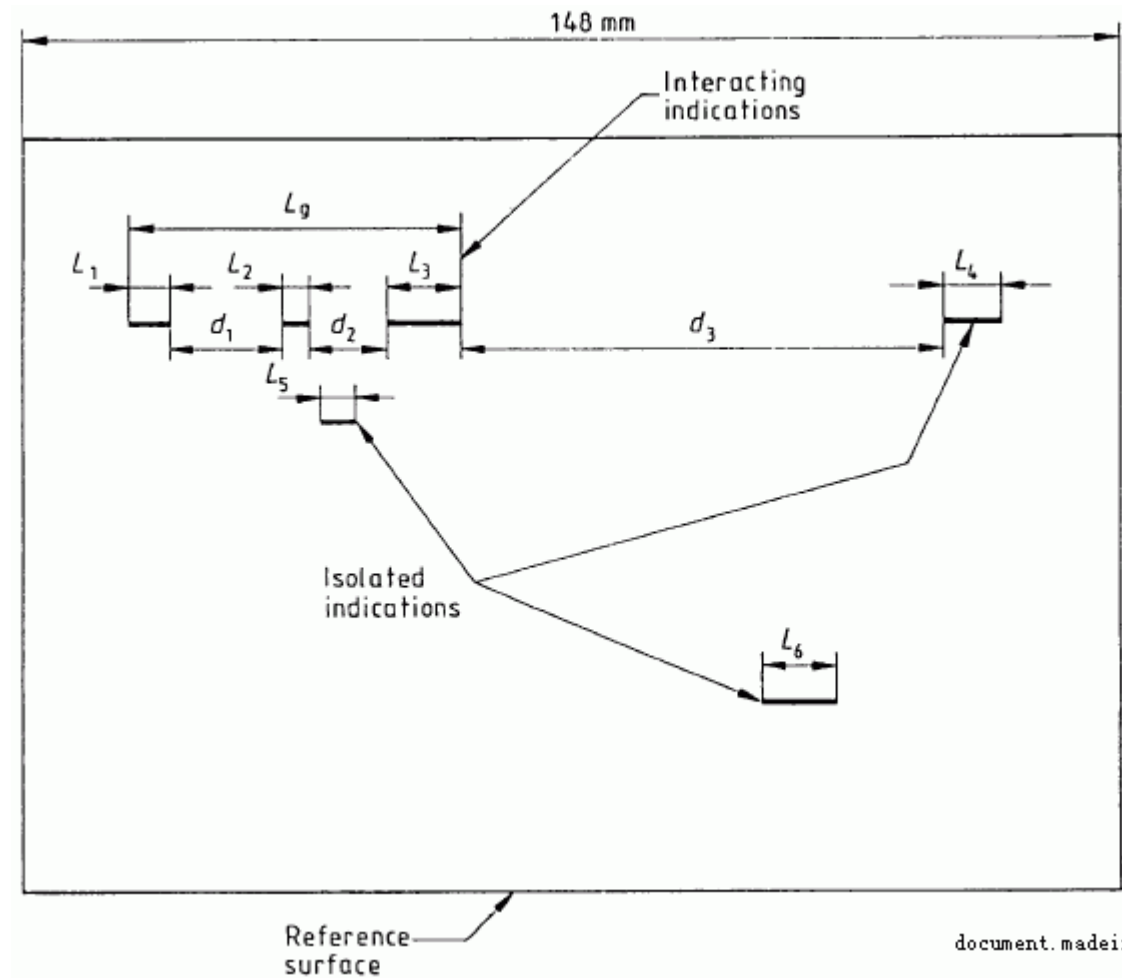 148 mm
Interacting
indications
Lg
L1
L2
L3
L4
d1
d2
d3
L5
Isolated
indications
L6
Reference
surface
document.madei